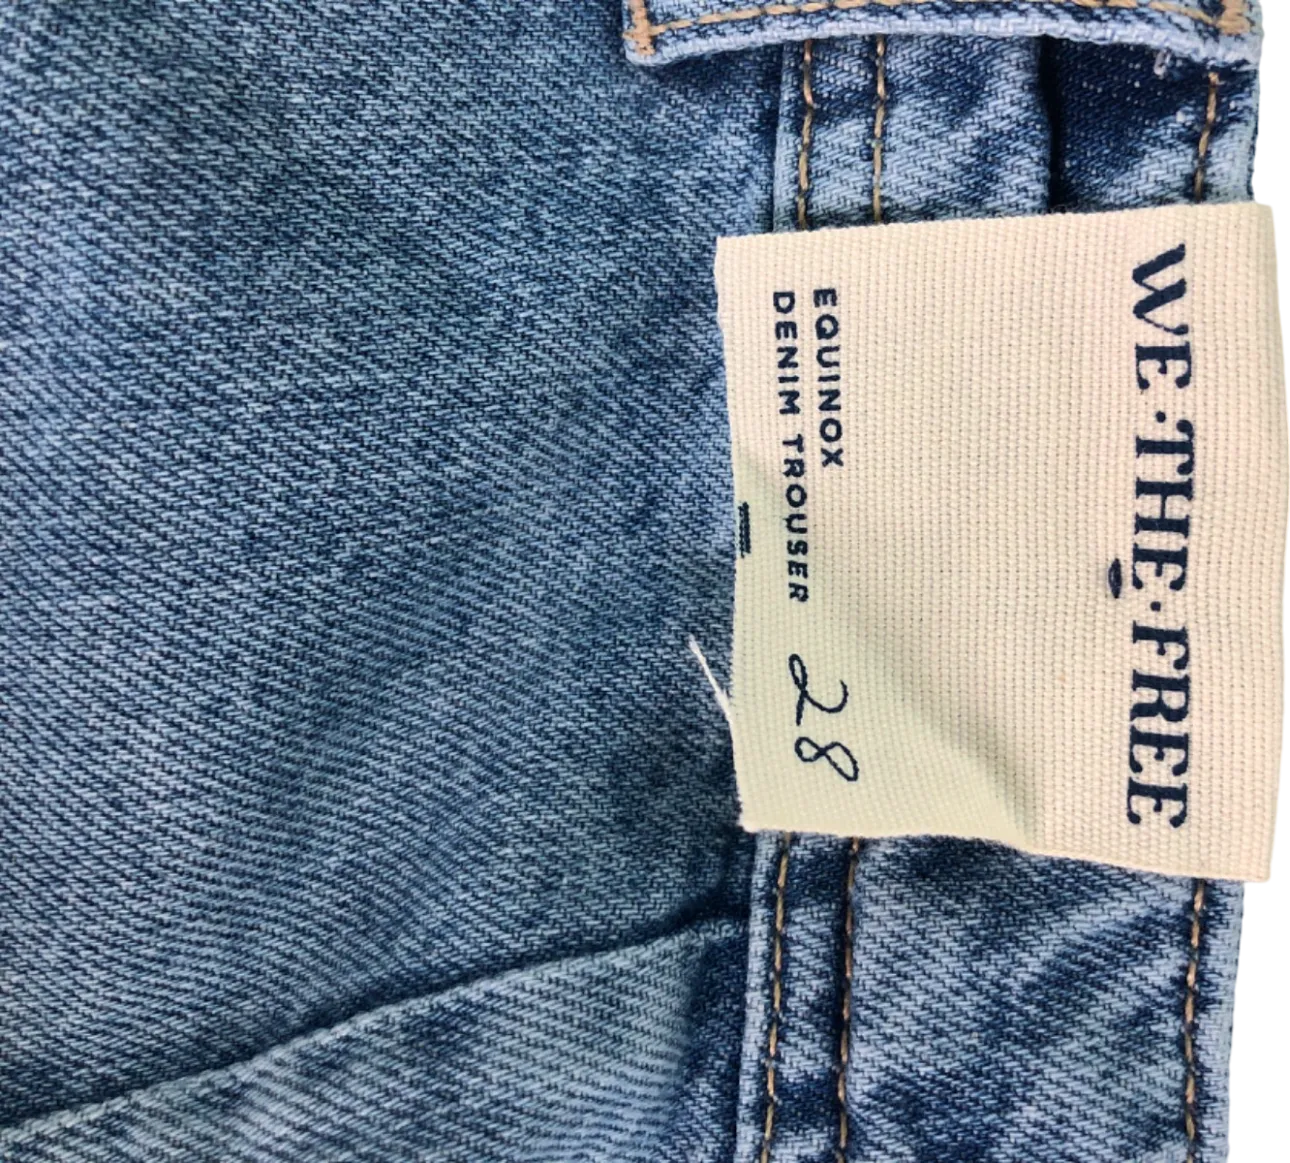 WE·THE·FREE
EQUINOX
DENIM TROUSER
28